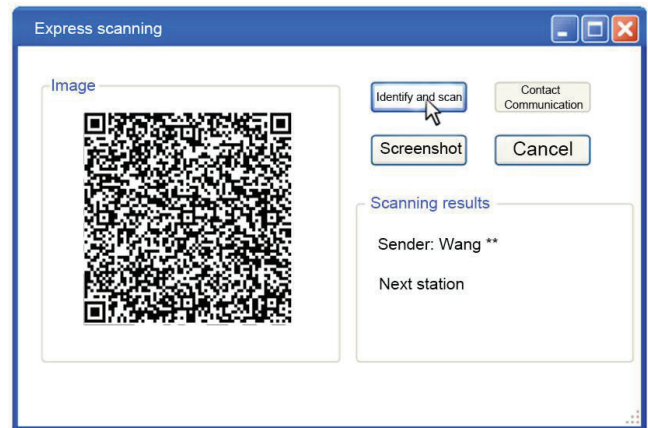 Express scanning
Image
Identify and scan
Contact
Communication
Screenshot
Cancel
Scanning results
Sender: Wang **
Next station